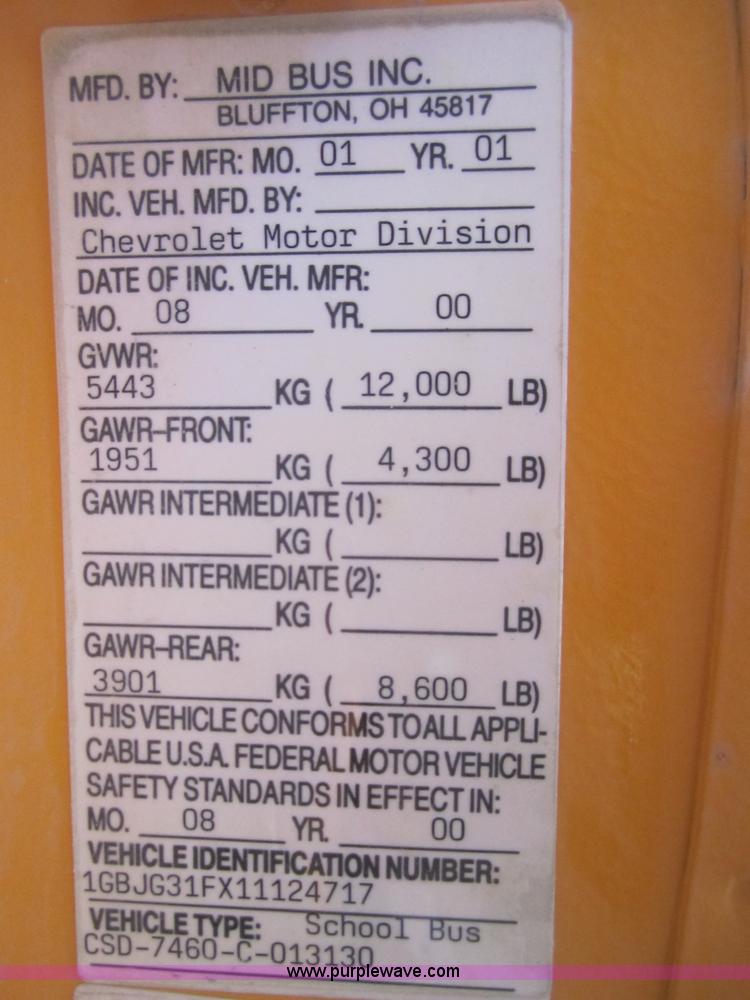 MFD. BY: MID BUS INC.
BLUFFTON, OH 45817
DATE OF MFR: MO. 01 YR. 01
INC. VEH. MFD. BY:
Chevrolet Motor Division
DATE OF INC. VEH. MFR:
MO. 08 YR. 00
GVWR:
5443 KG ( 12,000 LB)
GAWR-FRONT:
1951 KG ( 4,300 LB)
GAWR INTERMEDIATE (1):
KG ( LB)
GAWR INTERMEDIATE (2):
KG ( LB)
GAWR-REAR:
3901 KG ( 8,600 LB)
THIS VEHICLE CONFORMS TO ALL APPLI-
CABLE U.S.A. FEDERAL MOTOR VEHICLE
SAFETY STANDARDS IN EFFECT IN:
MO. 08 YR. 00
VEHICLE IDENTIFICATION NUMBER:
1GBJG31FX11124717
VEHICLE TYPE: School Bus
CSD-7460-C-013130
www.purplewave.com